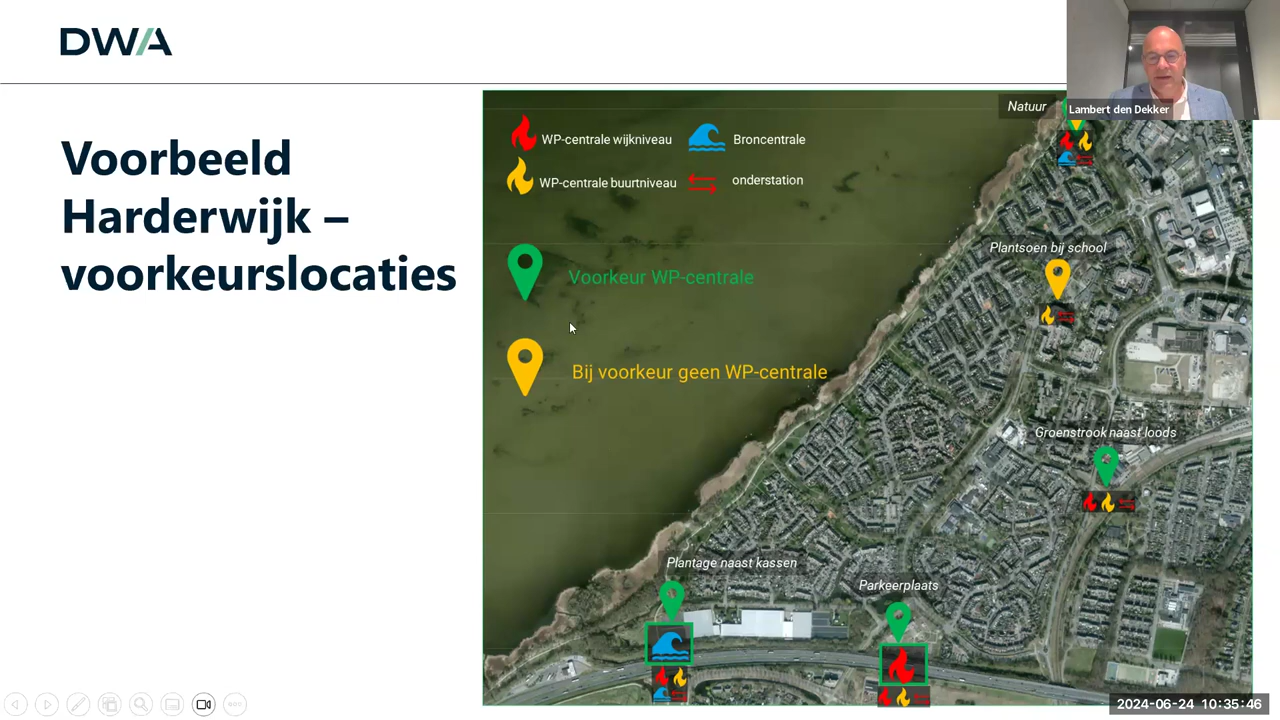 DWA
Voorbeeld
Harderwijk –
voorkeurslocaties
Natuur
Lambert den Dekker
WP-centrale wijkniveau
Broncentrale
WP-centrale buurtniveau
onderstation
Voorkeur WP-centrale
Bij voorkeur geen WP-centrale
Plantsoen bij school
Groenstrook naast loods
Plantage naast kassen
Parkeerplaats
2024-06-24 10:35:46